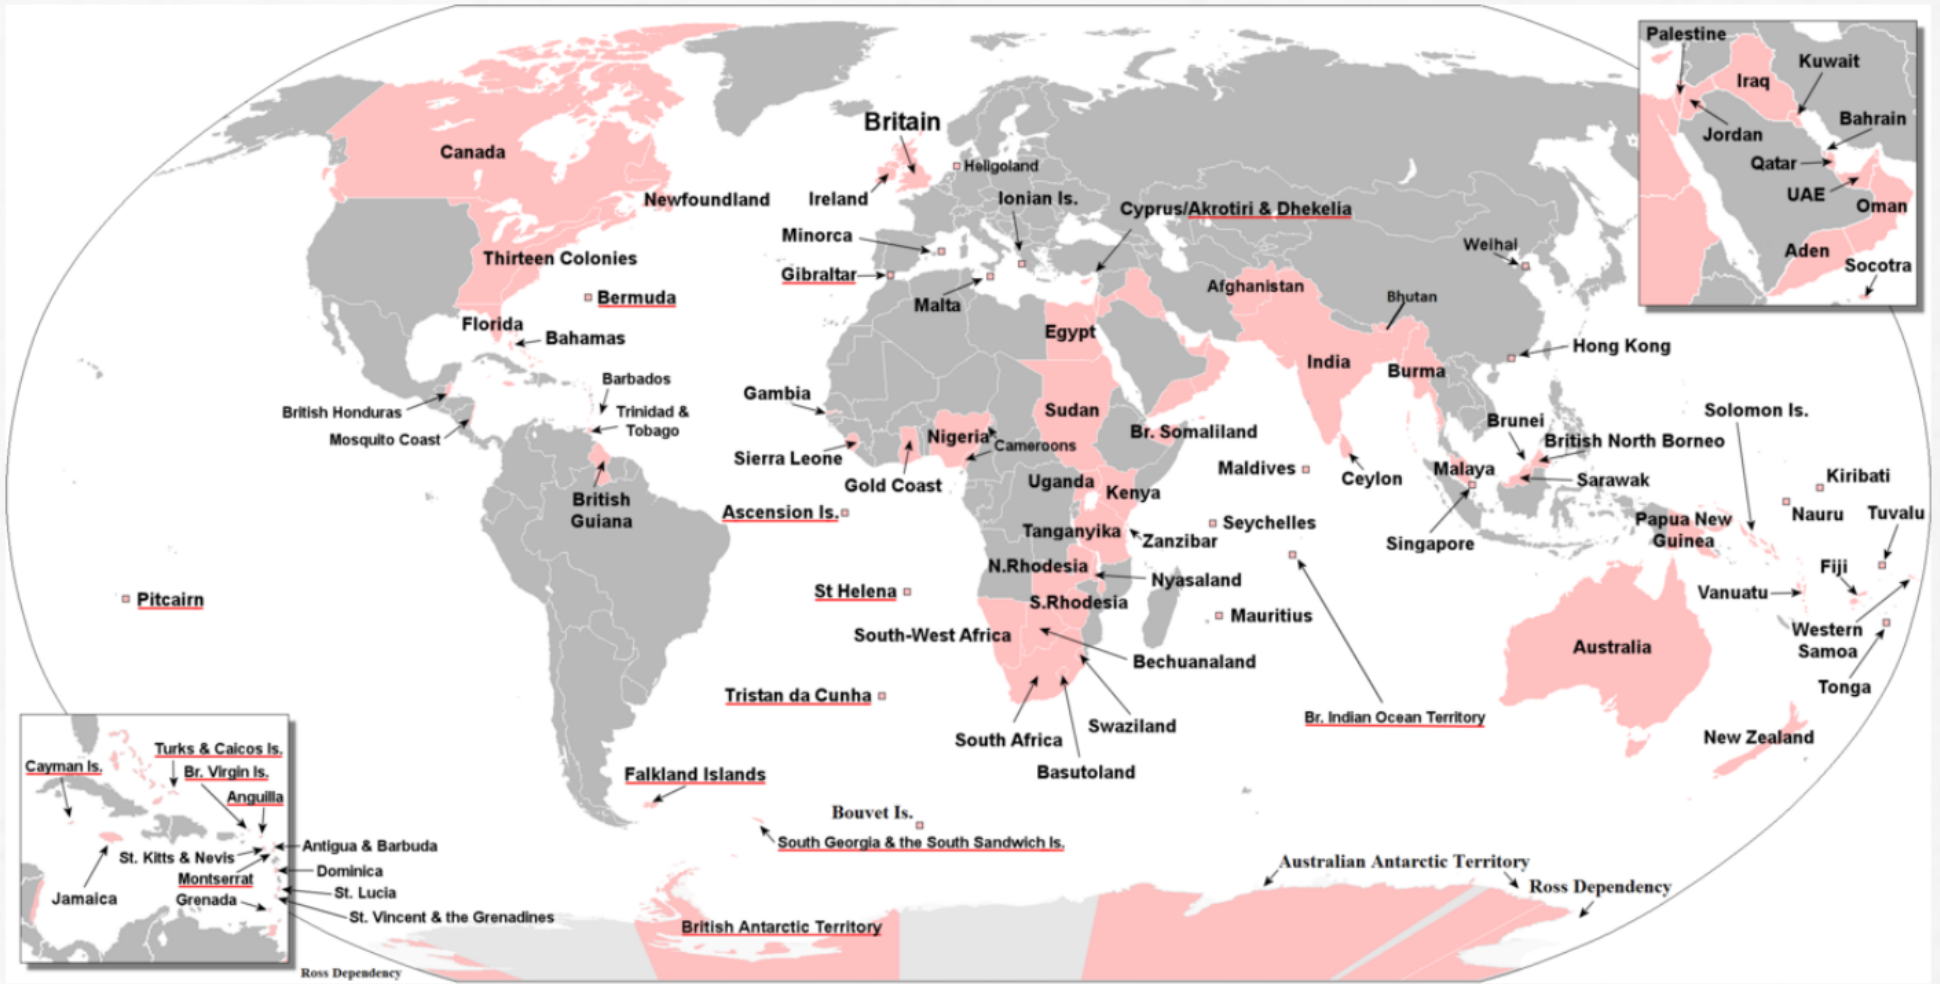 Canada
Newfoundland
Thirteen Colonies
Bermuda
Florida
Bahamas
Barbados
British Honduras
Trinidad &
Tobago
Mosquito Coast
British
Guiana
Pitcairn
Britain
Heligoland
Ireland
Ionian Is.
Cyprus/Akrotiri & Dhekelia
Minorca
Gibraltar
Malta
Afghanistan
Weihai
Bhutan
Egypt
India
Burma
Hong Kong
Gambia
Sudan
Nigeria
Cameroons
Br. Somaliland
Sierra Leone
Gold Coast
Maldives
Ceylon
Brunei
British North Borneo
Malaya
Sarawak
Singapore
Solomon Is.
Kiribati
Nauru
Tuvalu
Papua New
Guinea
Uganda
Kenya
Ascension Is.
Seychelles
Tanganyika
Zanzibar
N.Rhodesia
Nyasaland
St Helena
S.Rhodesia
Mauritius
South-West Africa
Bechuanaland
Vanuatu
Fiji
Western
Samoa
Tonga
Australia
New Zealand
Tristan da Cunha
Swaziland
South Africa
Basutoland
Br. Indian Ocean Territory
Falkland Islands
Bouvet Is.
South Georgia & the South Sandwich Is.
Australian Antarctic Territory
Ross Dependency
British Antarctic Territory
Ross Dependency
Palestine
Iraq
Kuwait
Jordan
Bahrain
Qatar
UAE
Oman
Aden
Socotra
Turks & Caicos Is.
Cayman Is.
Br. Virgin Is.
Anguilla
Antigua & Barbuda
St. Kitts & Nevis
Dominica
Montserrat
St. Lucia
Jamaica
Grenada
St. Vincent & the Grenadines